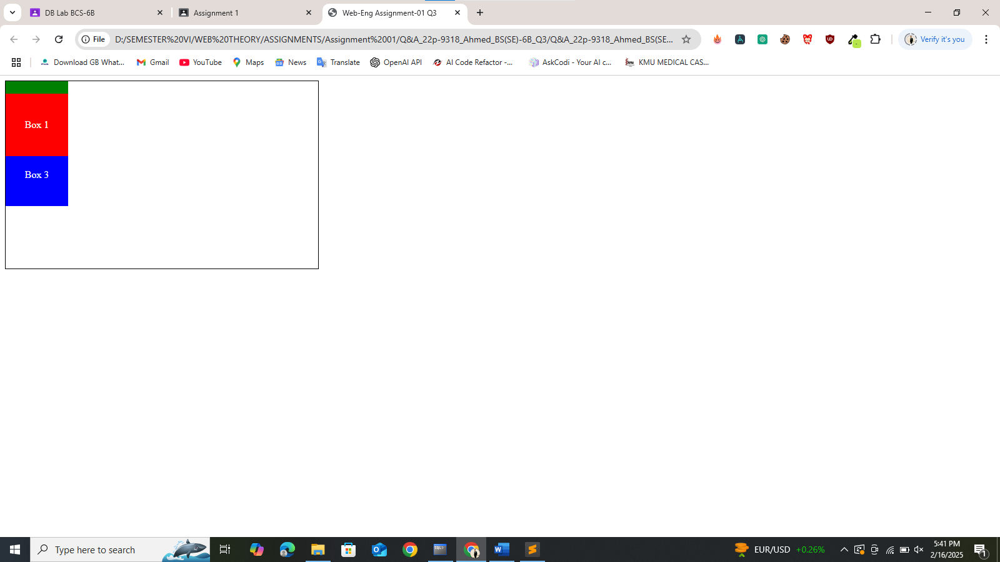 DB Lab BCS-6B
Assignment 1
Web-Eng Assignment-01 Q3
File
D:/SEMESTER%20VI/WEB%20THEORY/ASSIGNMENTS/Assignment%2001/Q&A_22p-9318_Ahmed_BS(SE)-6B_Q3/Q&A_22p-9318_Ahmed_BS(SE...
Verify it's you
Download GB What...
Gmail
YouTube
Maps
News
Translate
OpenAI API
AI Code Refactor -...
AskCodi - Your AI c...
KMU MEDICAL CAS...
Box 1
Box 3
Type here to search
EUR/USD +0.26%
5:41 PM
2/16/2025
1